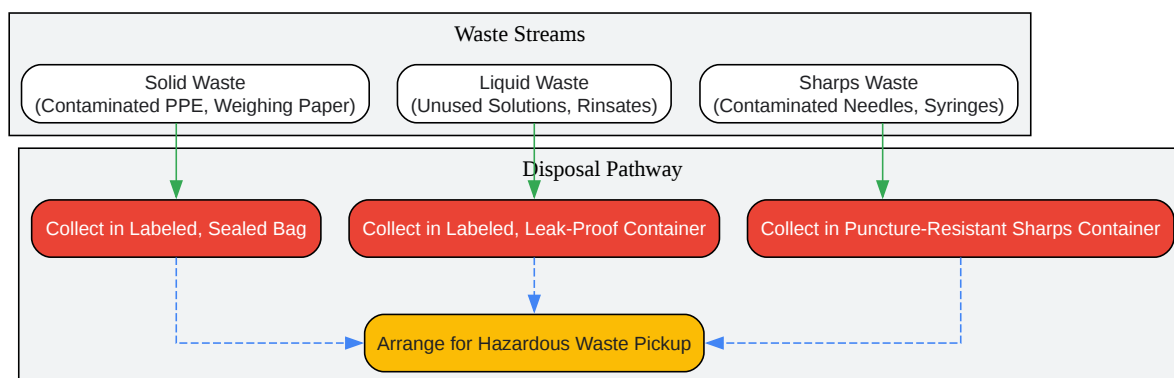 Waste Streams
Solid Waste
(Contaminated PPE, Weighing Paper)
Liquid Waste
(Unused Solutions, Rinsates)
Sharps Waste
(Contaminated Needles, Syringes)
Disposal Pathway
Collect in Labeled, Sealed Bag
Collect in Labeled, Leak-Proof Container
Collect in Puncture-Resistant Sharps Container
Arrange for Hazardous Waste Pickup